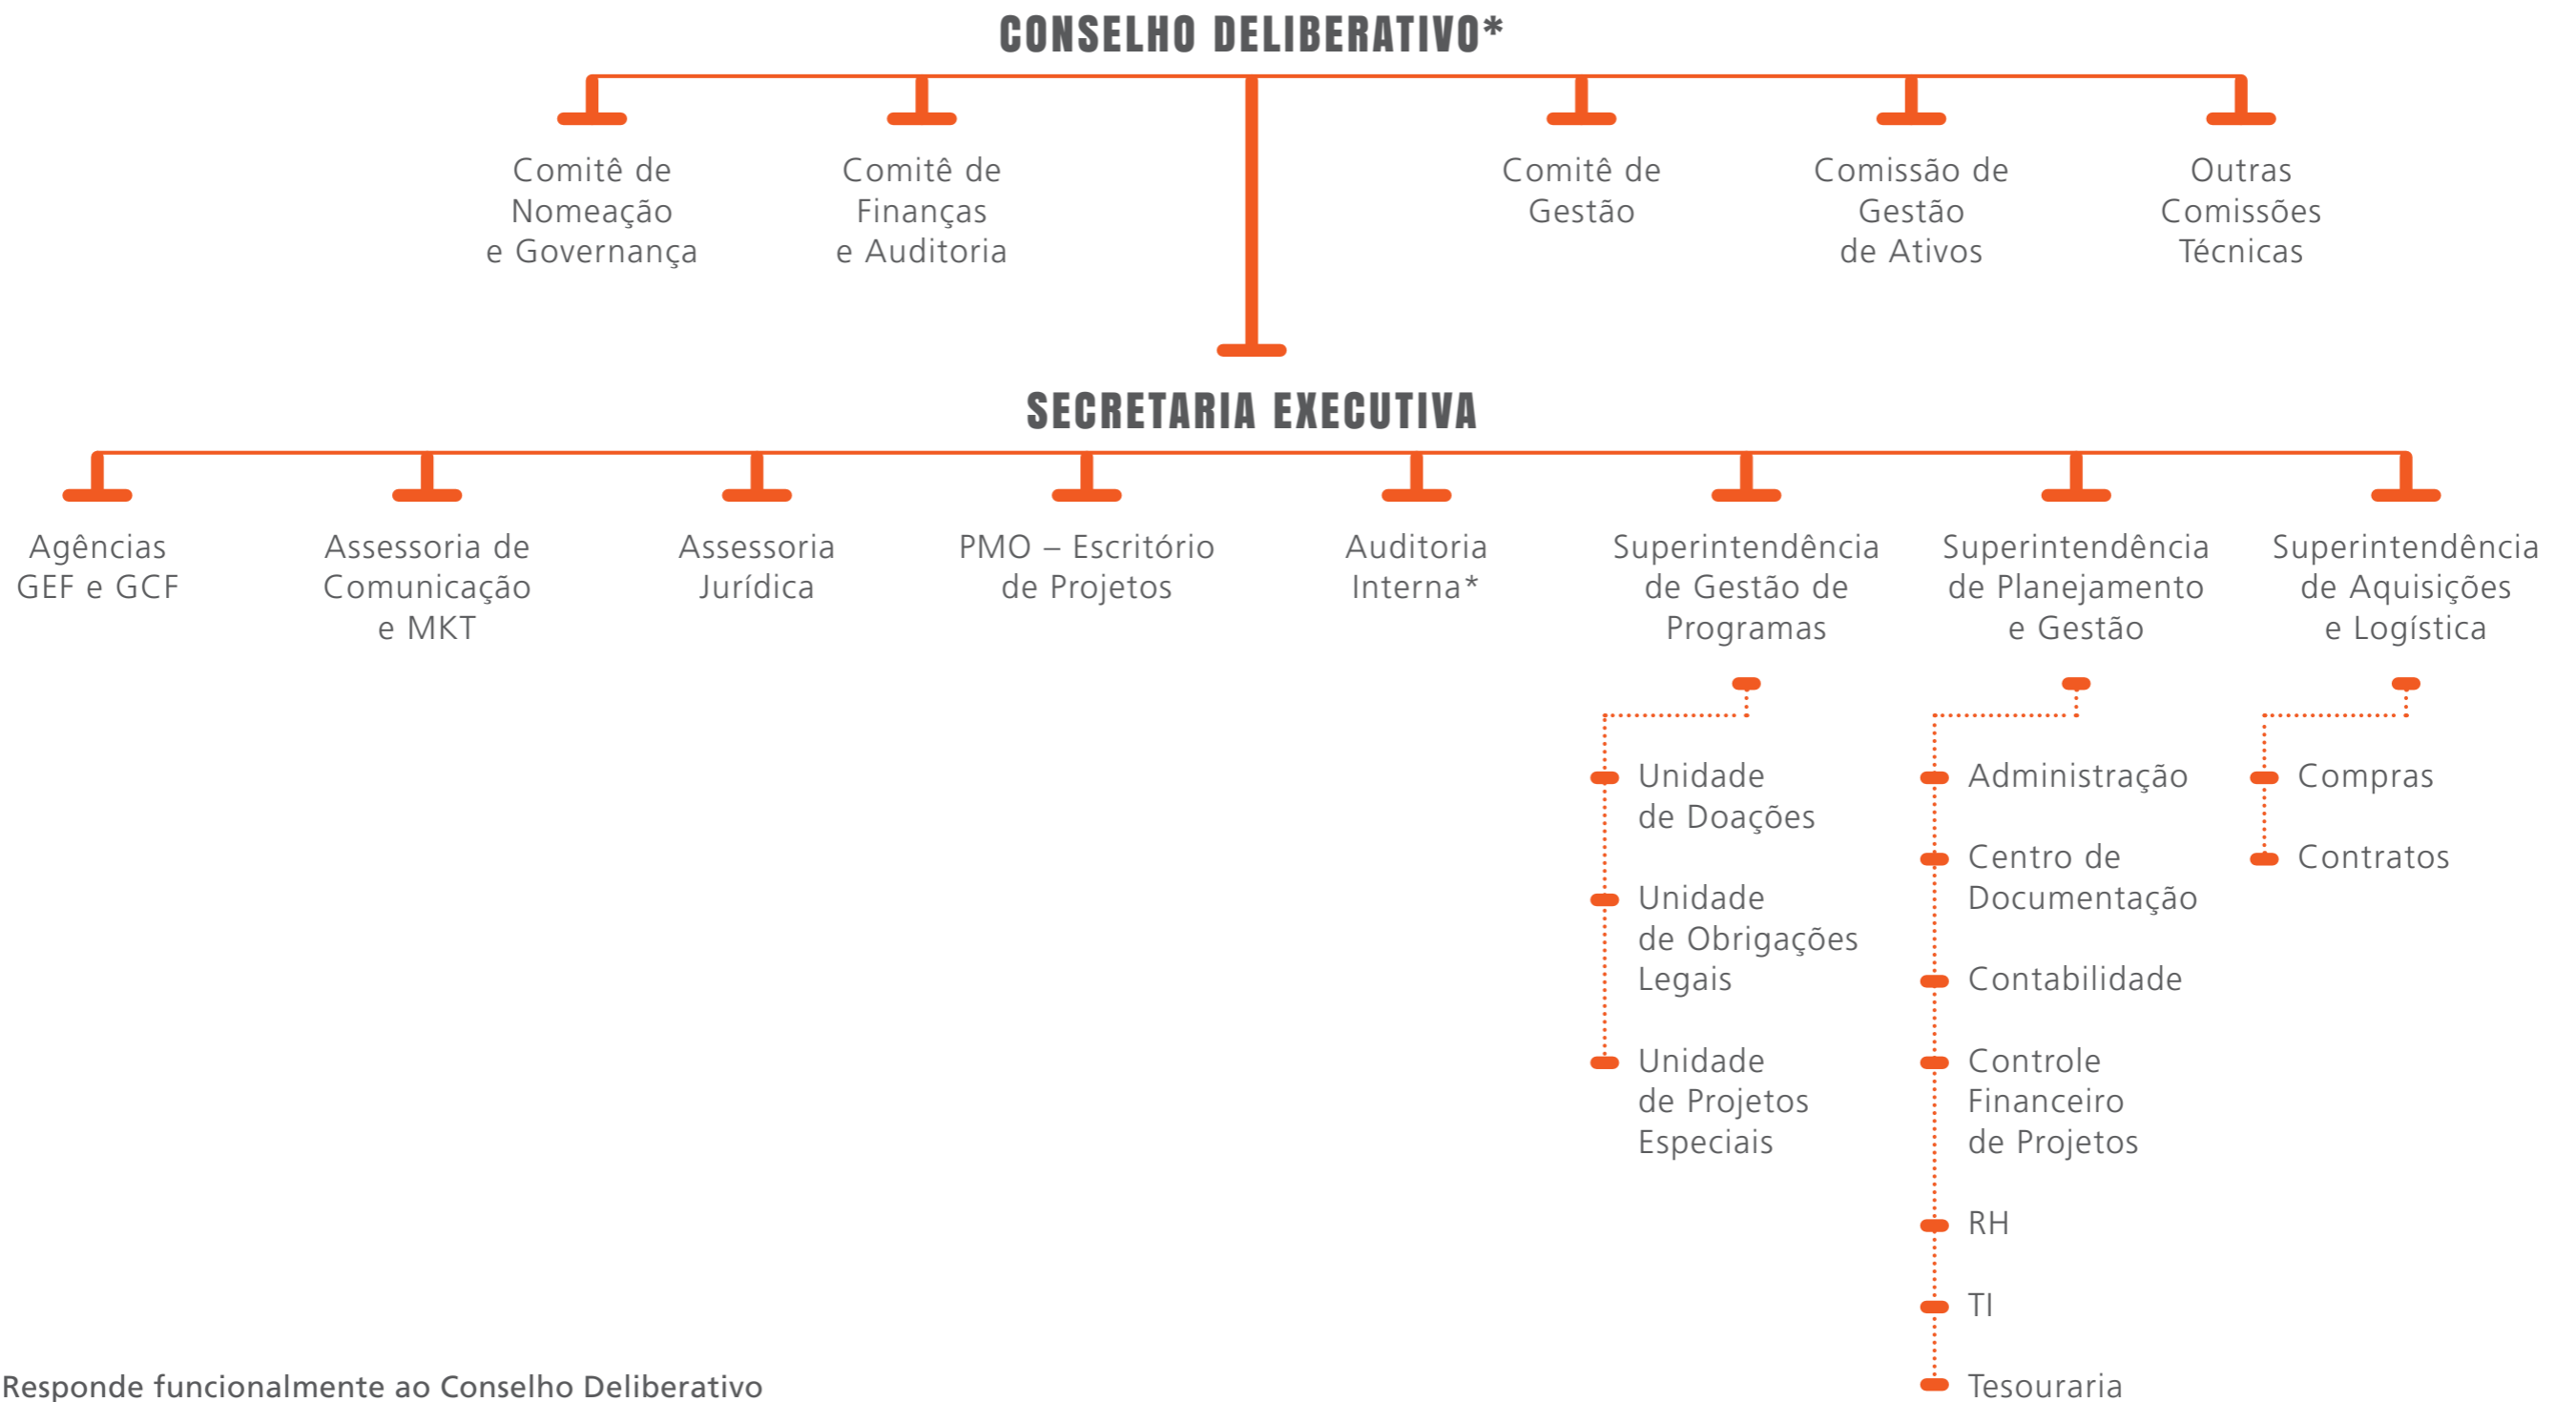 CONSELHO DELIBERATIVO*
Comitê de
Nomeação
e Governança
Comitê de
Finanças
e Auditoria
Comitê de
Gestão
Comissão de
Gestão
de Ativos
Outras
Comissões
Técnicas
SECRETARIA EXECUTIVA
Agências
GEF e GCF
Assessoria de
Comunicação
e MKT
Assessoria
Jurídica
PMO – Escritório
de Projetos
Auditoria
Interna*
Superintendência
de Gestão de
Programas
Unidade
de Doações
Unidade
de Obrigações
Legais
Unidade
de Projetos
Especiais
Superintendência
de Planejamento
e Gestão
Administração
Centro de
Documentação
Contabilidade
Controle
Financeiro
de Projetos
RH
TI
Tesouraria
Superintendência
de Aquisições
e Logística
Compras
Contratos
Responde funcionalmente ao Conselho Deliberativo